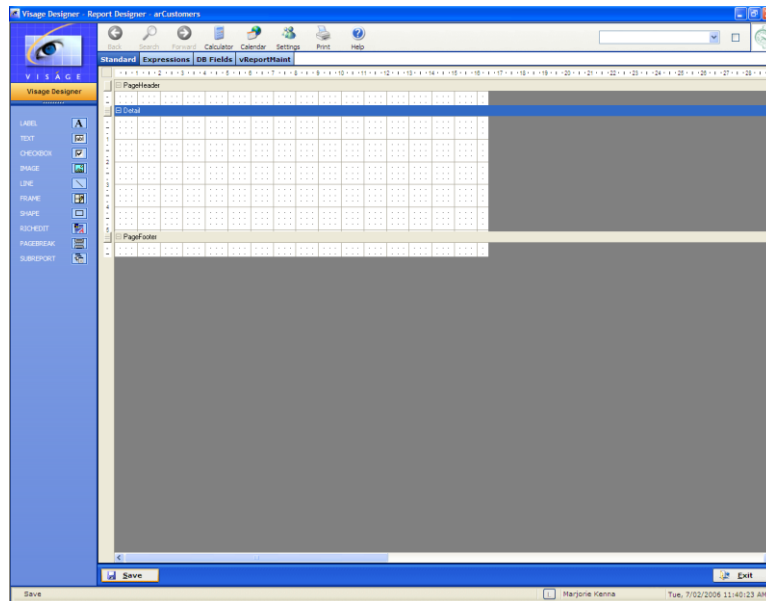 Visage Designer - Report Designer - arCustomers
Back Search Forward Calculator Calendar Settings Print Help
Standard Expressions DB Fields vReportMaint
VISAGE
Visage Designer
PageHeader
Detail
LABEL
TEXT
CHECKBOX
IMAGE
LINE
FRAME
SHAPE
RICHEDIT
PAGEBREAK
SUBREPORT
PageFooter
Save
Exit
Save Marjorie Kenna Tue, 7/02/2006 11:40:23 AM